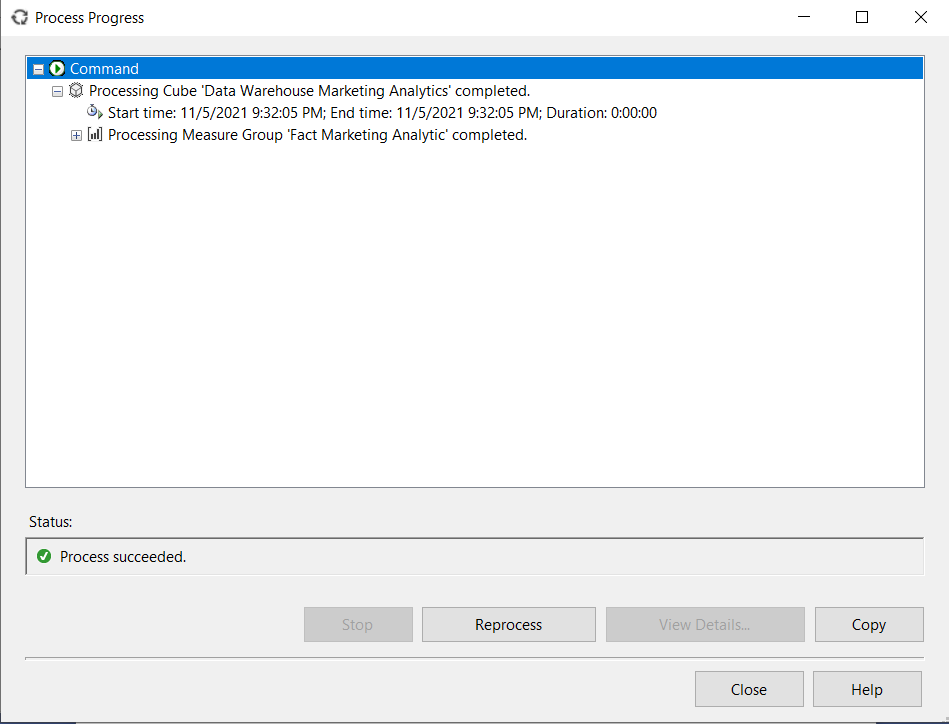 Process Progress
Command
Processing Cube 'Data Warehouse Marketing Analytics' completed.
Start time: 11/5/2021 9:32:05 PM; End time: 11/5/2021 9:32:05 PM; Duration: 0:00:00
Processing Measure Group 'Fact Marketing Analytic' completed.
Status:
Process succeeded.
Stop Reprocess View Details... Copy
Close Help